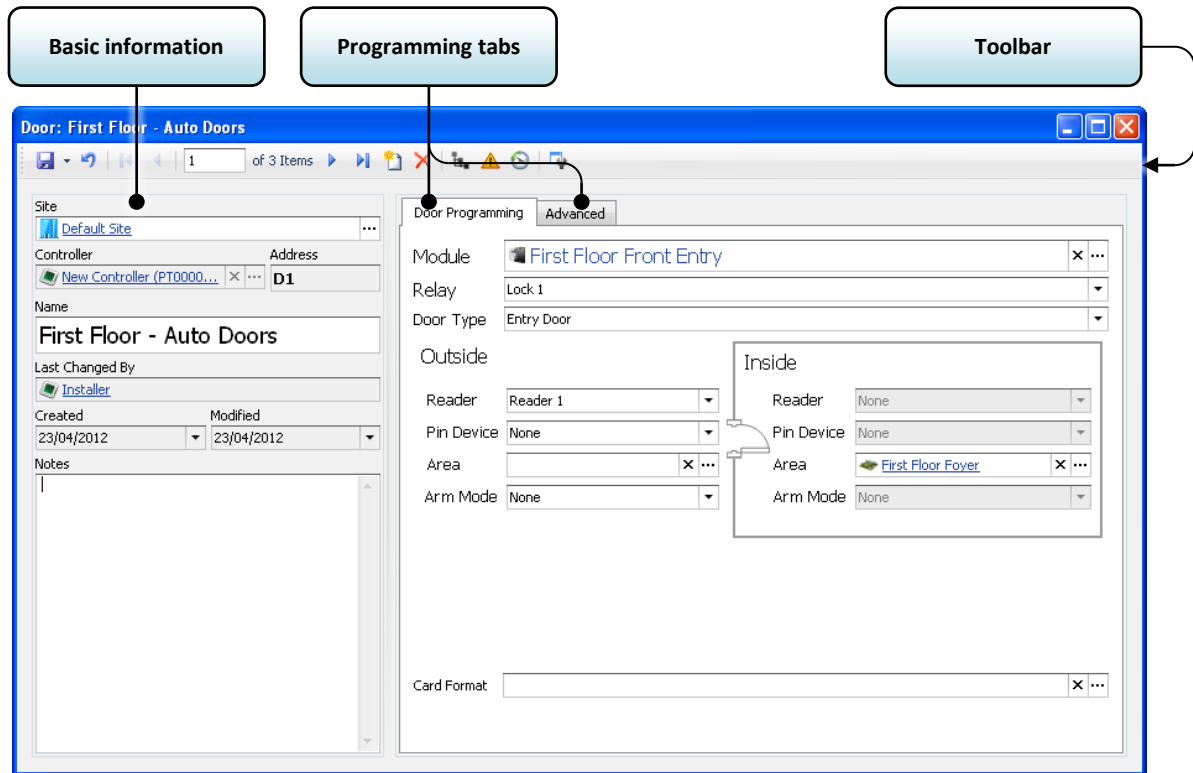 Basic information
Programming tabs
Toolbar
Door: First Floor - Auto Doors
1 of 3 Items
Site
Default Site
Controller Address
New Controller (PT0000... D1
Name
First Floor - Auto Doors
Last Changed By
Installer
Created Modified
23/04/2012 23/04/2012
Notes
Door Programming Advanced
Module First Floor Front Entry
Relay Lock 1
Door Type Entry Door
Outside
Reader Reader 1
Pin Device None
Area
Arm Mode None
Inside
Reader None
Pin Device None
Area First Floor Foyer
Arm Mode None
Card Format